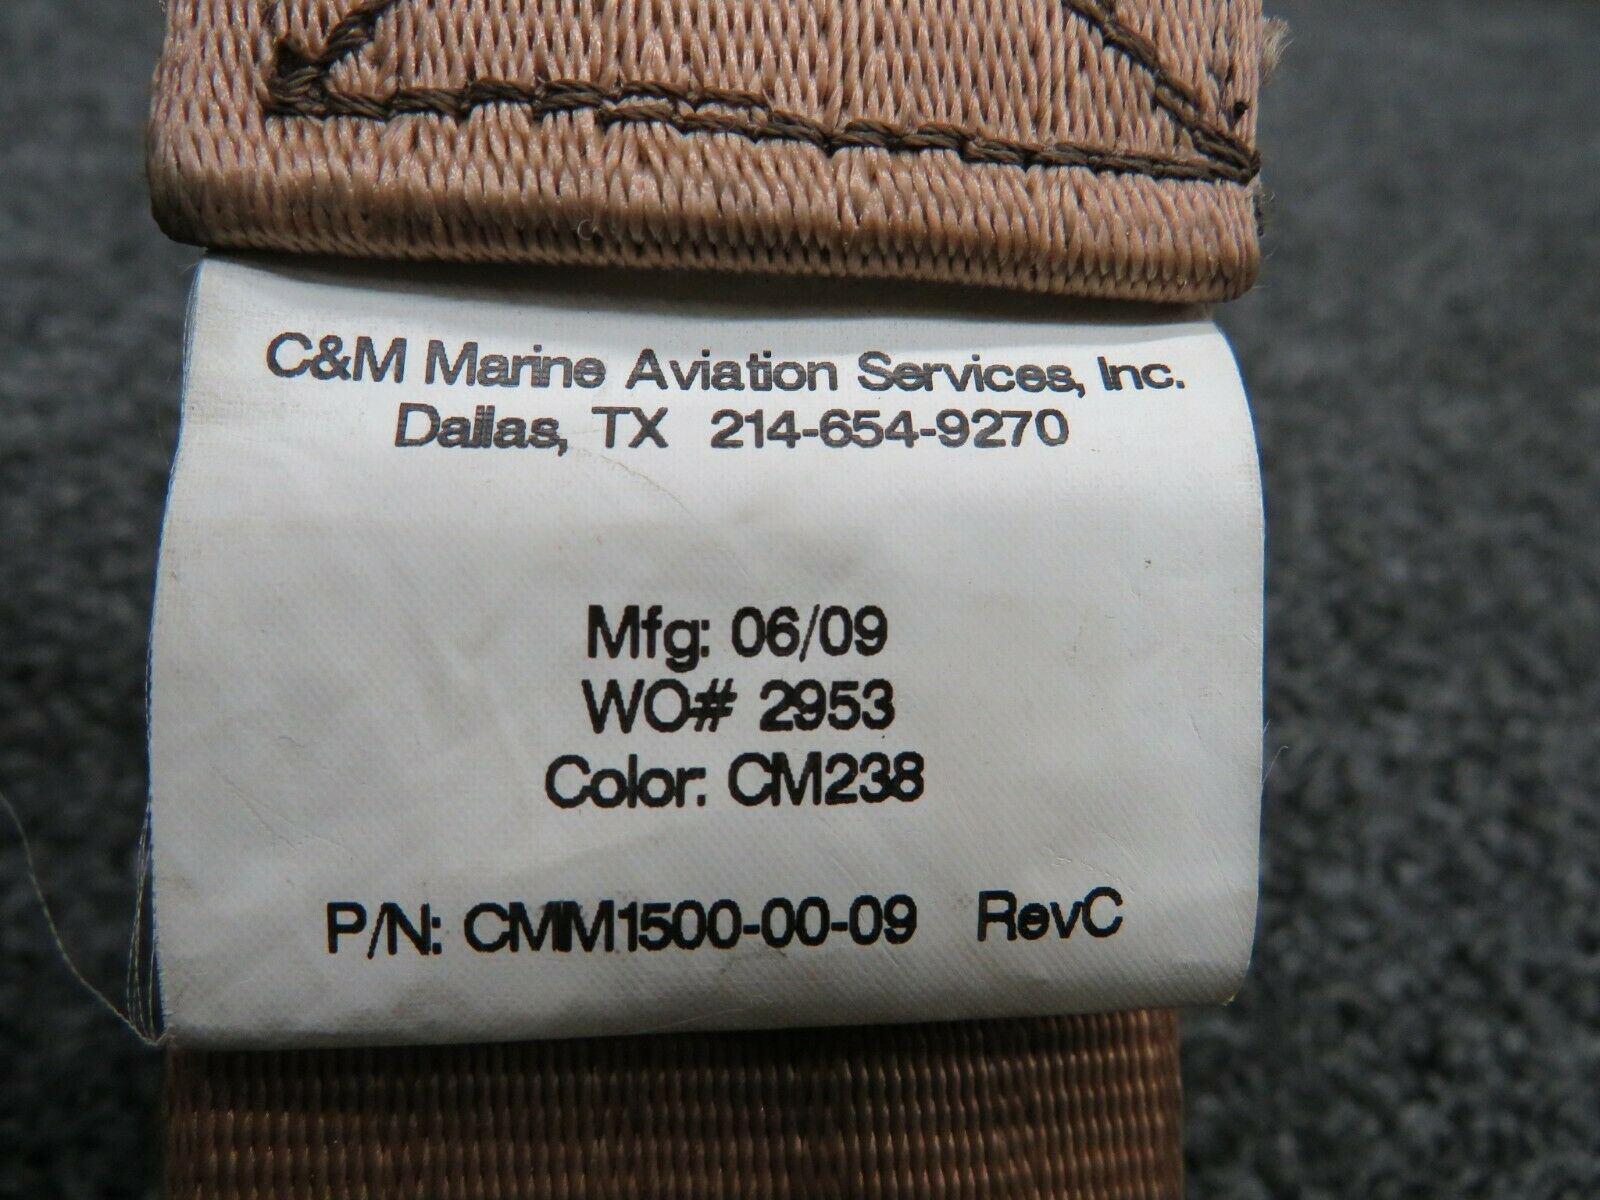 C&M Marine Aviation Services, Inc.
Dallas, TX 214-654-9270
Mfg: 06/09
WO# 2953
Color: CM238
P/N: CMM1500-00-09 RevC